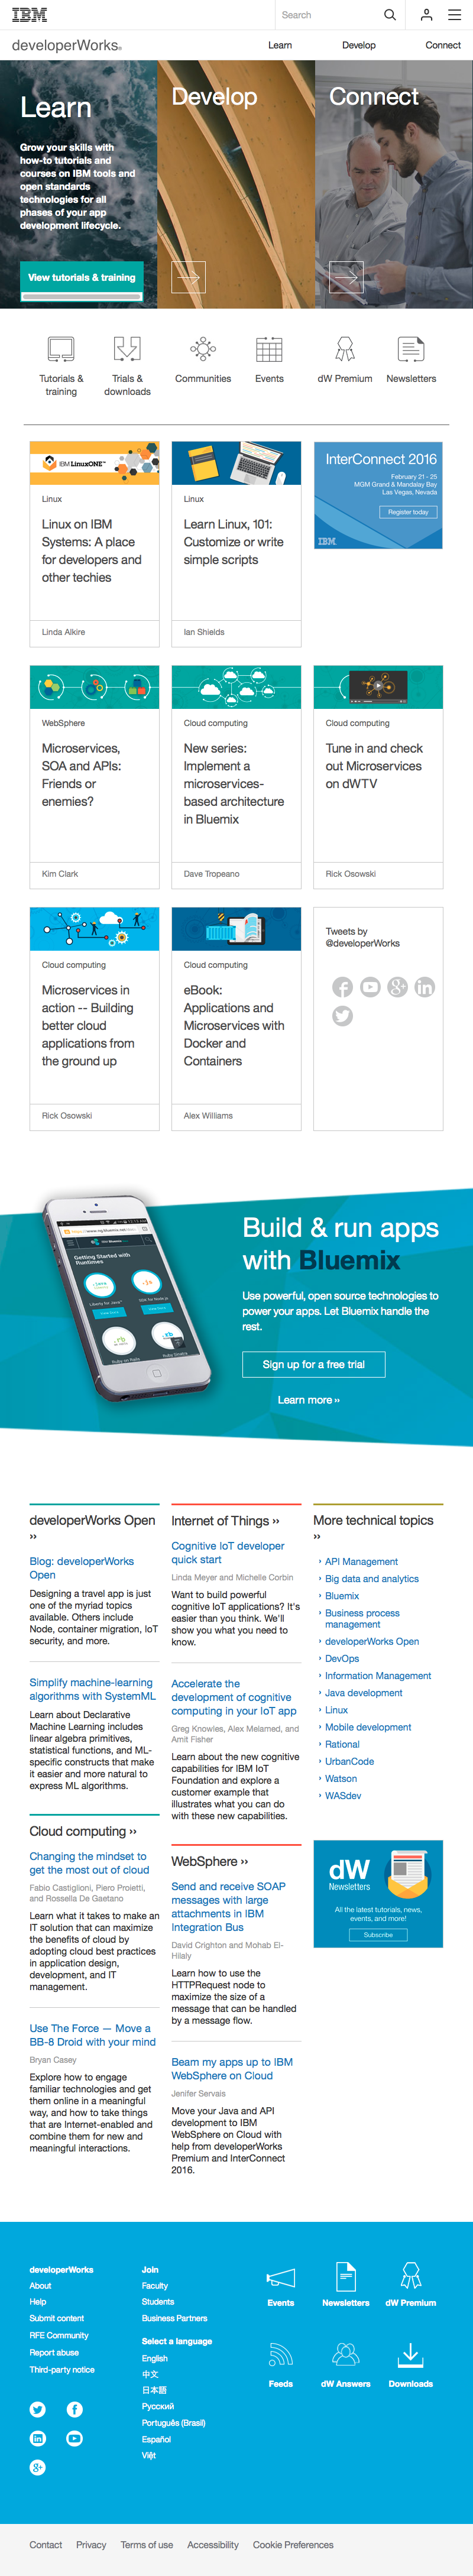 IBM
Search
developerWorks®
Learn
Develop
Connect
Learn
Develop
Connect
Grow your skills with
how-to tutorials and
courses on IBM tools and
open standards
technologies for all
phases of your app
development lifecycle.
View tutorials & training
Tutorials &
training
Trials &
downloads
Communities
Events
dW Premium
Newsletters
IBM LinuxONE™
Linux
Linux on IBM
Systems: A place
for developers and
other techies
Linda Alkire
Linux
Learn Linux, 101:
Customize or write
simple scripts
Ian Shields
InterConnect 2016
February 21 - 25
MGM Grand & Mandalay Bay
Las Vegas, Nevada
Register today
IBM
WebSphere
Microservices,
SOA and APIs:
Friends or
enemies?
Kim Clark
Cloud computing
New series:
Implement a
microservices-
based architecture
in Bluemix
Dave Tropeano
Cloud computing
Tune in and check
out Microservices
on dWTV
Rick Osowski
Cloud computing
Microservices in
action -- Building
better cloud
applications from
the ground up
Rick Osowski
Cloud computing
eBook:
Applications and
Microservices with
Docker and
Containers
Alex Williams
Tweets by
@developerWorks
Getting Started with
Runtimes
Build & run apps
with Bluemix
Use powerful, open source technologies to
power your apps. Let Bluemix handle the
rest.
Sign up for a free trial
Learn more ››
developerWorks Open
››
Blog: developerWorks
Open
Designing a travel app is just
one of the myriad topics
available. Others include
Node, container migration, IoT
security, and more.
Simplify machine-learning
algorithms with SystemML
Learn about Declarative
Machine Learning includes
linear algebra primitives,
statistical functions, and ML-
specific constructs that make
it easier and more natural to
express ML algorithms.
Cloud computing ››
Changing the mindset to
get the most out of cloud
Fabio Castiglioni, Piero Proietti,
and Rossella De Gaetano
Learn what it takes to make an
IT solution that can maximize
the benefits of cloud by
adopting cloud best practices
in application design,
development, and IT
management.
Use The Force — Move a
BB-8 Droid with your mind
Bryan Casey
Explore how to engage
familiar technologies and get
them online in a meaningful
way, and how to take things
that are Internet-enabled and
combine them for new and
meaningful interactions.
Internet of Things ››
Cognitive IoT developer
quick start
Linda Meyer and Michelle Corbin
Want to build powerful
cognitive IoT applications? It's
easier than you think. We'll
show you what you need to
know.
Accelerate the
development of cognitive
computing in your IoT app
Greg Knowles, Alex Melamed, and
Amit Fisher
Learn about the new cognitive
capabilities for IBM IoT
Foundation and explore a
customer example that
illustrates what you can do
with these new capabilities.
WebSphere ››
Send and receive SOAP
messages with large
attachments in IBM
Integration Bus
David Crighton and Mohab El-
Hilaly
Learn how to use the
HTTPRequest node to
maximize the size of a
message that can be handled
by a message flow.
Beam my apps up to IBM
WebSphere on Cloud
Jenifer Servais
Move your Java and API
development to IBM
WebSphere on Cloud with
help from developerWorks
Premium and InterConnect
2016.
More technical topics
››
API Management
Big data and analytics
Bluemix
Business process
management
developerWorks Open
DevOps
Information Management
Java development
Linux
Mobile development
Rational
UrbanCode
Watson
WASdev
dW
Newsletters
All the latest tutorials, news,
events, and more!
Subscribe
developerWorks
About
Help
Submit content
RFE Community
Report abuse
Third-party notice
Join
Faculty
Students
Business Partners
Select a language
English
中文
日本語
Русский
Português (Brasil)
Español
Việt
Events
Newsletters
dW Premium
Feeds
dW Answers
Downloads
Contact
Privacy
Terms of use
Accessibility
Cookie Preferences